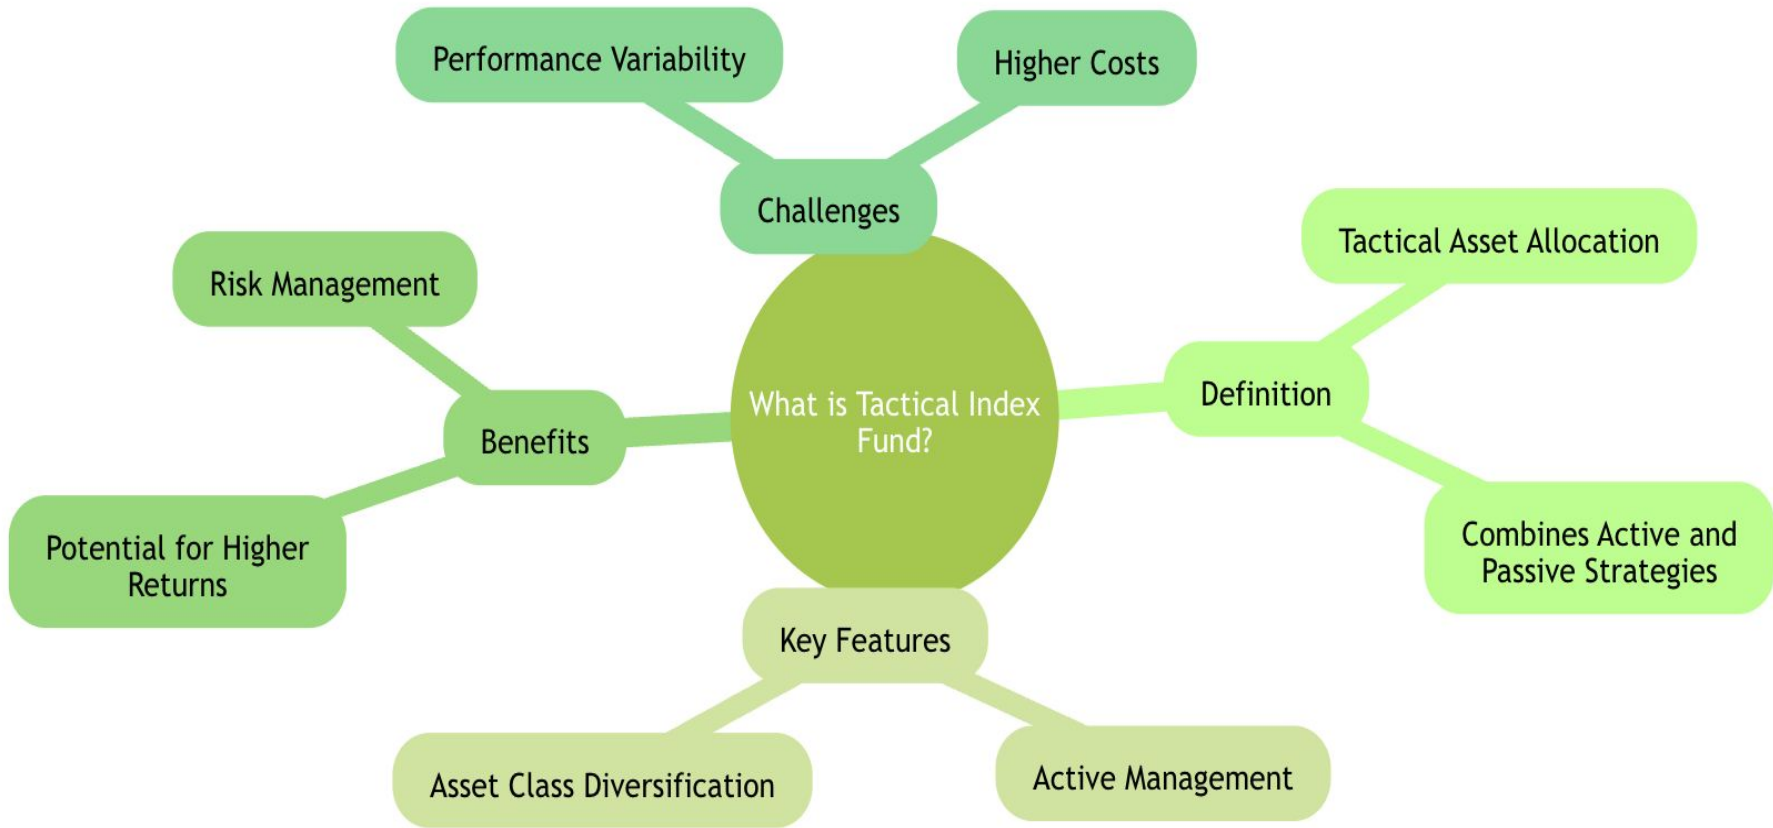 Performance Variability
Higher Costs
Challenges
Tactical Asset Allocation
Risk Management
Definition
What is Tactical Index
Fund?
Benefits
Combines Active and
Passive Strategies
Potential for Higher
Returns
Key Features
Asset Class Diversification
Active Management